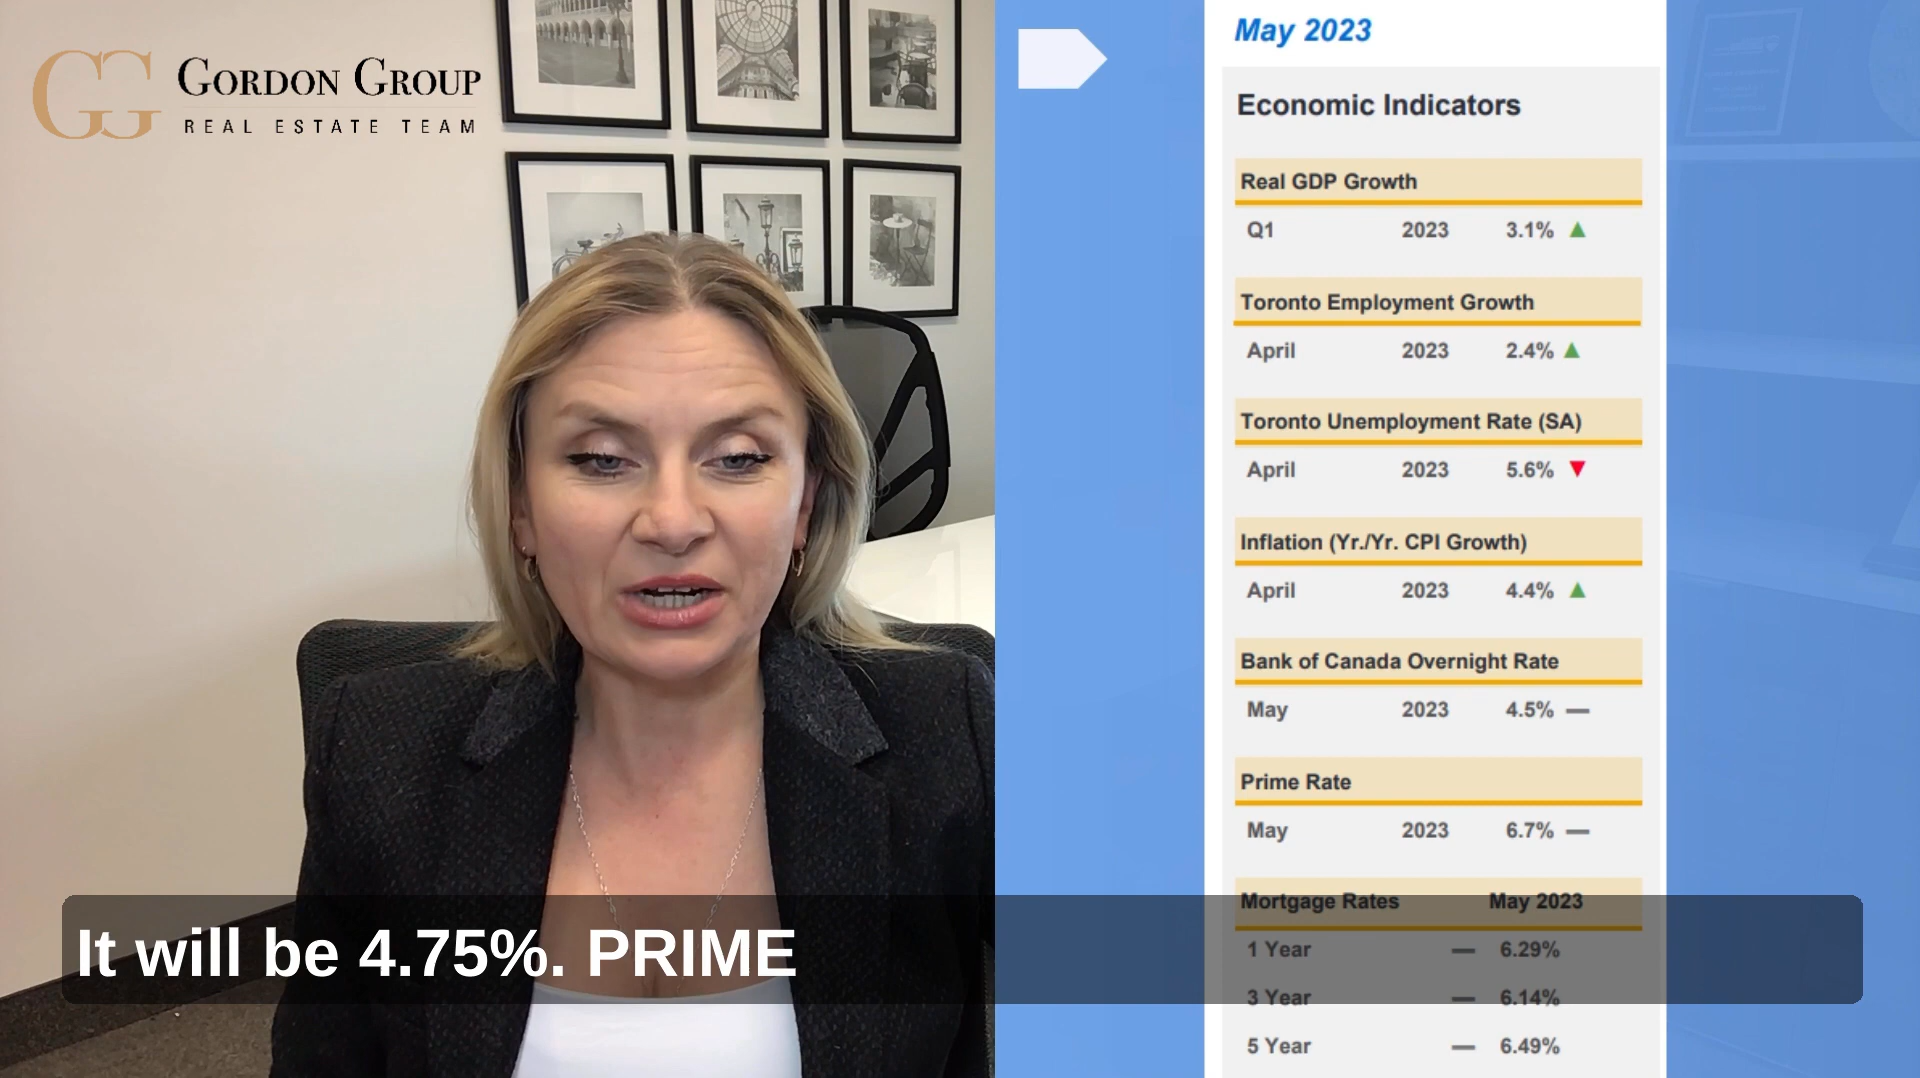 GG
GORDON GROUP
REAL ESTATE TEAM
May 2023
Economic Indicators
Real GDP Growth
Q1 2023 3.1% ▲
Toronto Employment Growth
April 2023 2.4% ▲
Toronto Unemployment Rate (SA)
April 2023 5.6% ▼
Inflation (Yr./Yr. CPI Growth)
April 2023 4.4% ▲
Bank of Canada Overnight Rate
May 2023 4.5% —
Prime Rate
May 2023 6.7% —
Mortgage Rates May 2023
1 Year — 6.29%
3 Year — 6.14%
5 Year — 6.49%
It will be 4.75%. PRIME